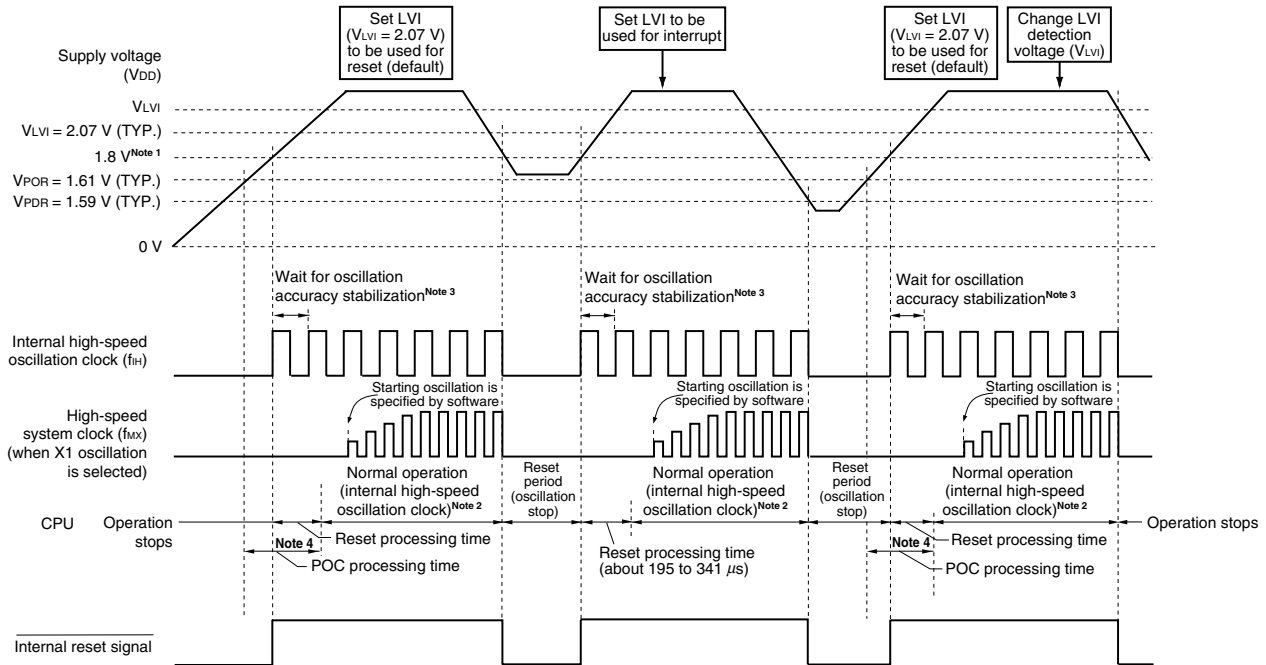 Set LVI
(VLVI = 2.07 V)
to be used for
reset (default)
Set LVI to be
used for interrupt
Set LVI
(VLVI = 2.07 V)
to be used for
reset (default)
Change LVI
detection
voltage (VLVI)
Supply voltage
(VDD)
VLVI
VLVI = 2.07 V (TYP.)
1.8 V Note 1
VPOR = 1.61 V (TYP.)
VPDR = 1.59 V (TYP.)
0 V
Wait for oscillation
accuracy stabilization Note 3
Wait for oscillation
accuracy stabilization Note 3
Wait for oscillation
accuracy stabilization Note 3
Internal high-speed
oscillation clock (fIH)
Starting oscillation is
specified by software
Starting oscillation is
specified by software
Starting oscillation is
specified by software
High-speed
system clock (fMX)
(when X1 oscillation
is selected)
Normal operation
(internal high-speed
oscillation clock) Note 2
Reset
period
(oscillation
stop)
Normal operation
(internal high-speed
oscillation clock) Note 2
Reset
period
(oscillation
stop)
Normal operation
(internal high-speed
oscillation clock) Note 2
CPU
Operation
stops
Operation stops
Reset processing time
Note 4
POC processing time
Reset processing time
(about 195 to 341 μs)
Reset processing time
Note 4
POC processing time
Internal reset signal